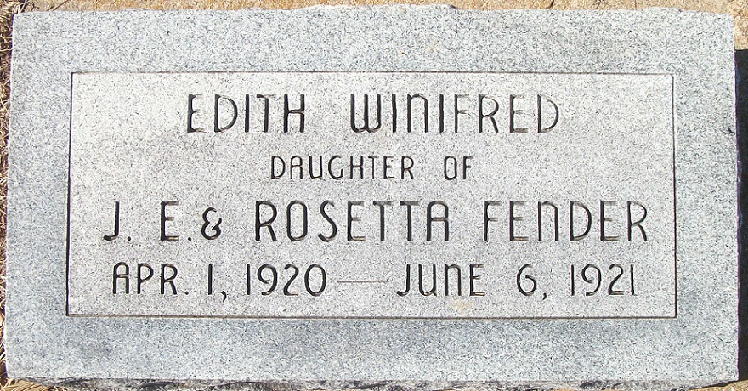 EDITH WINIFRED
DAUGHTER OF
J. E. & ROSETTA FENDER
APR. 1, 1920 — JUNE 6, 1921